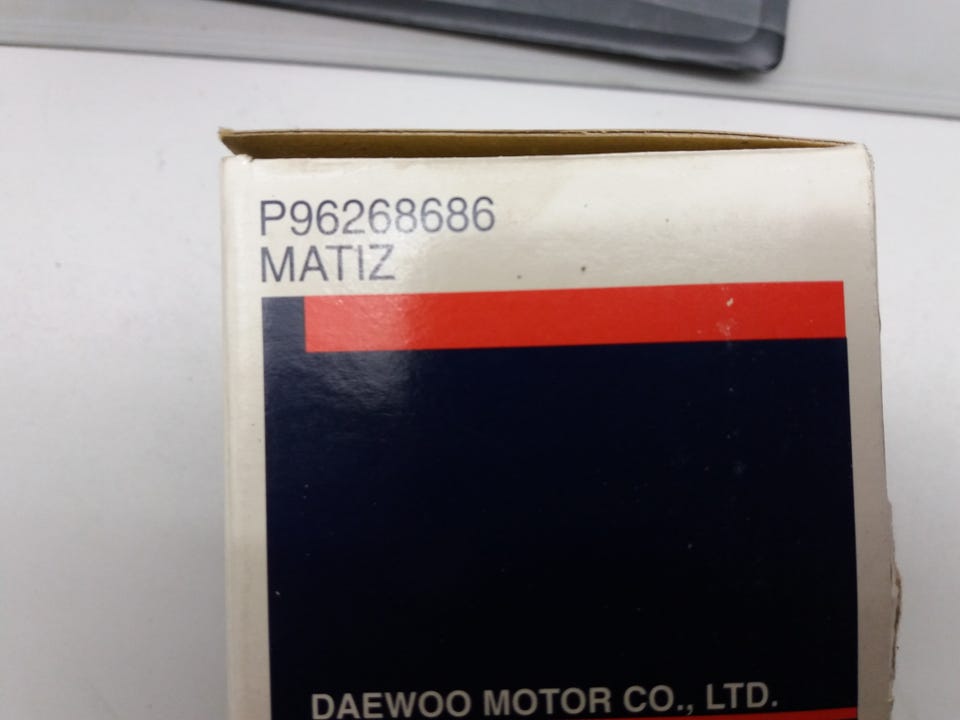 P96268686
MATIZ
DAEWOO MOTOR CO., LTD.